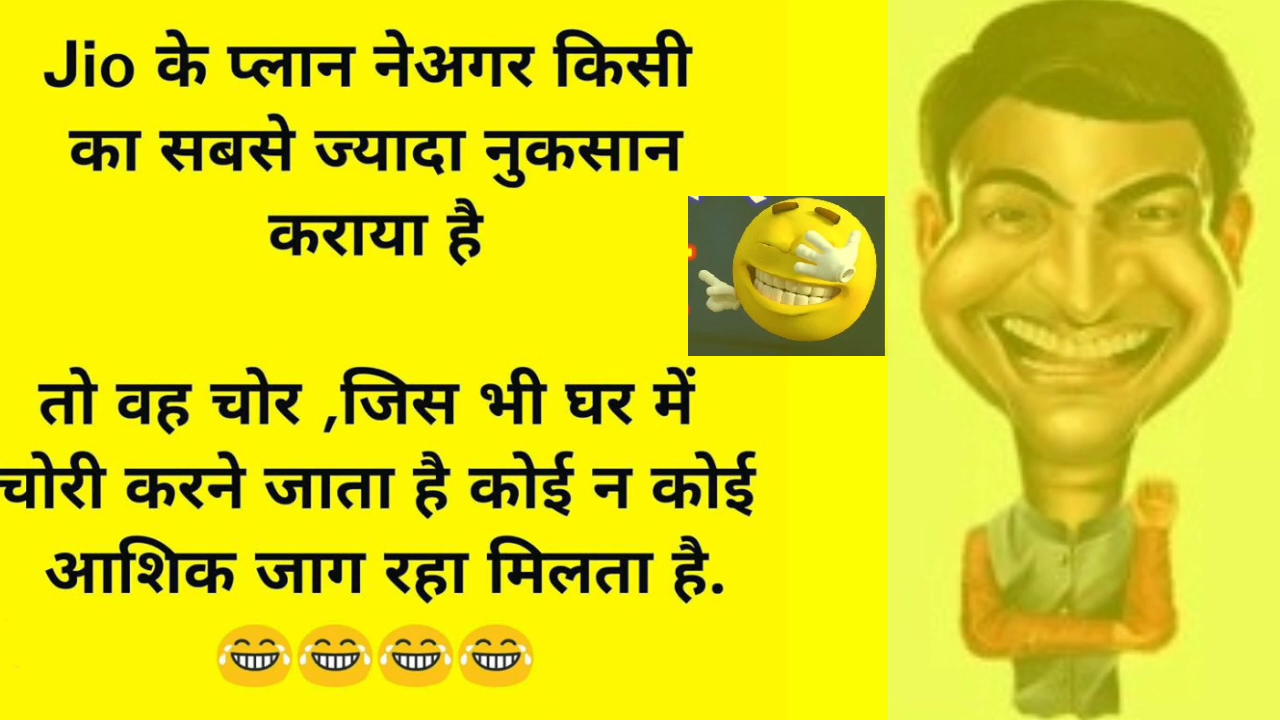 Jio के प्लान नेअगर किसी
का सबसे ज्यादा नुकसान
कराया है
तो वह चोर ,जिस भी घर में
चोरी करने जाता है कोई न कोई
आशिक जाग रहा मिलता है.
😂😂😂😂